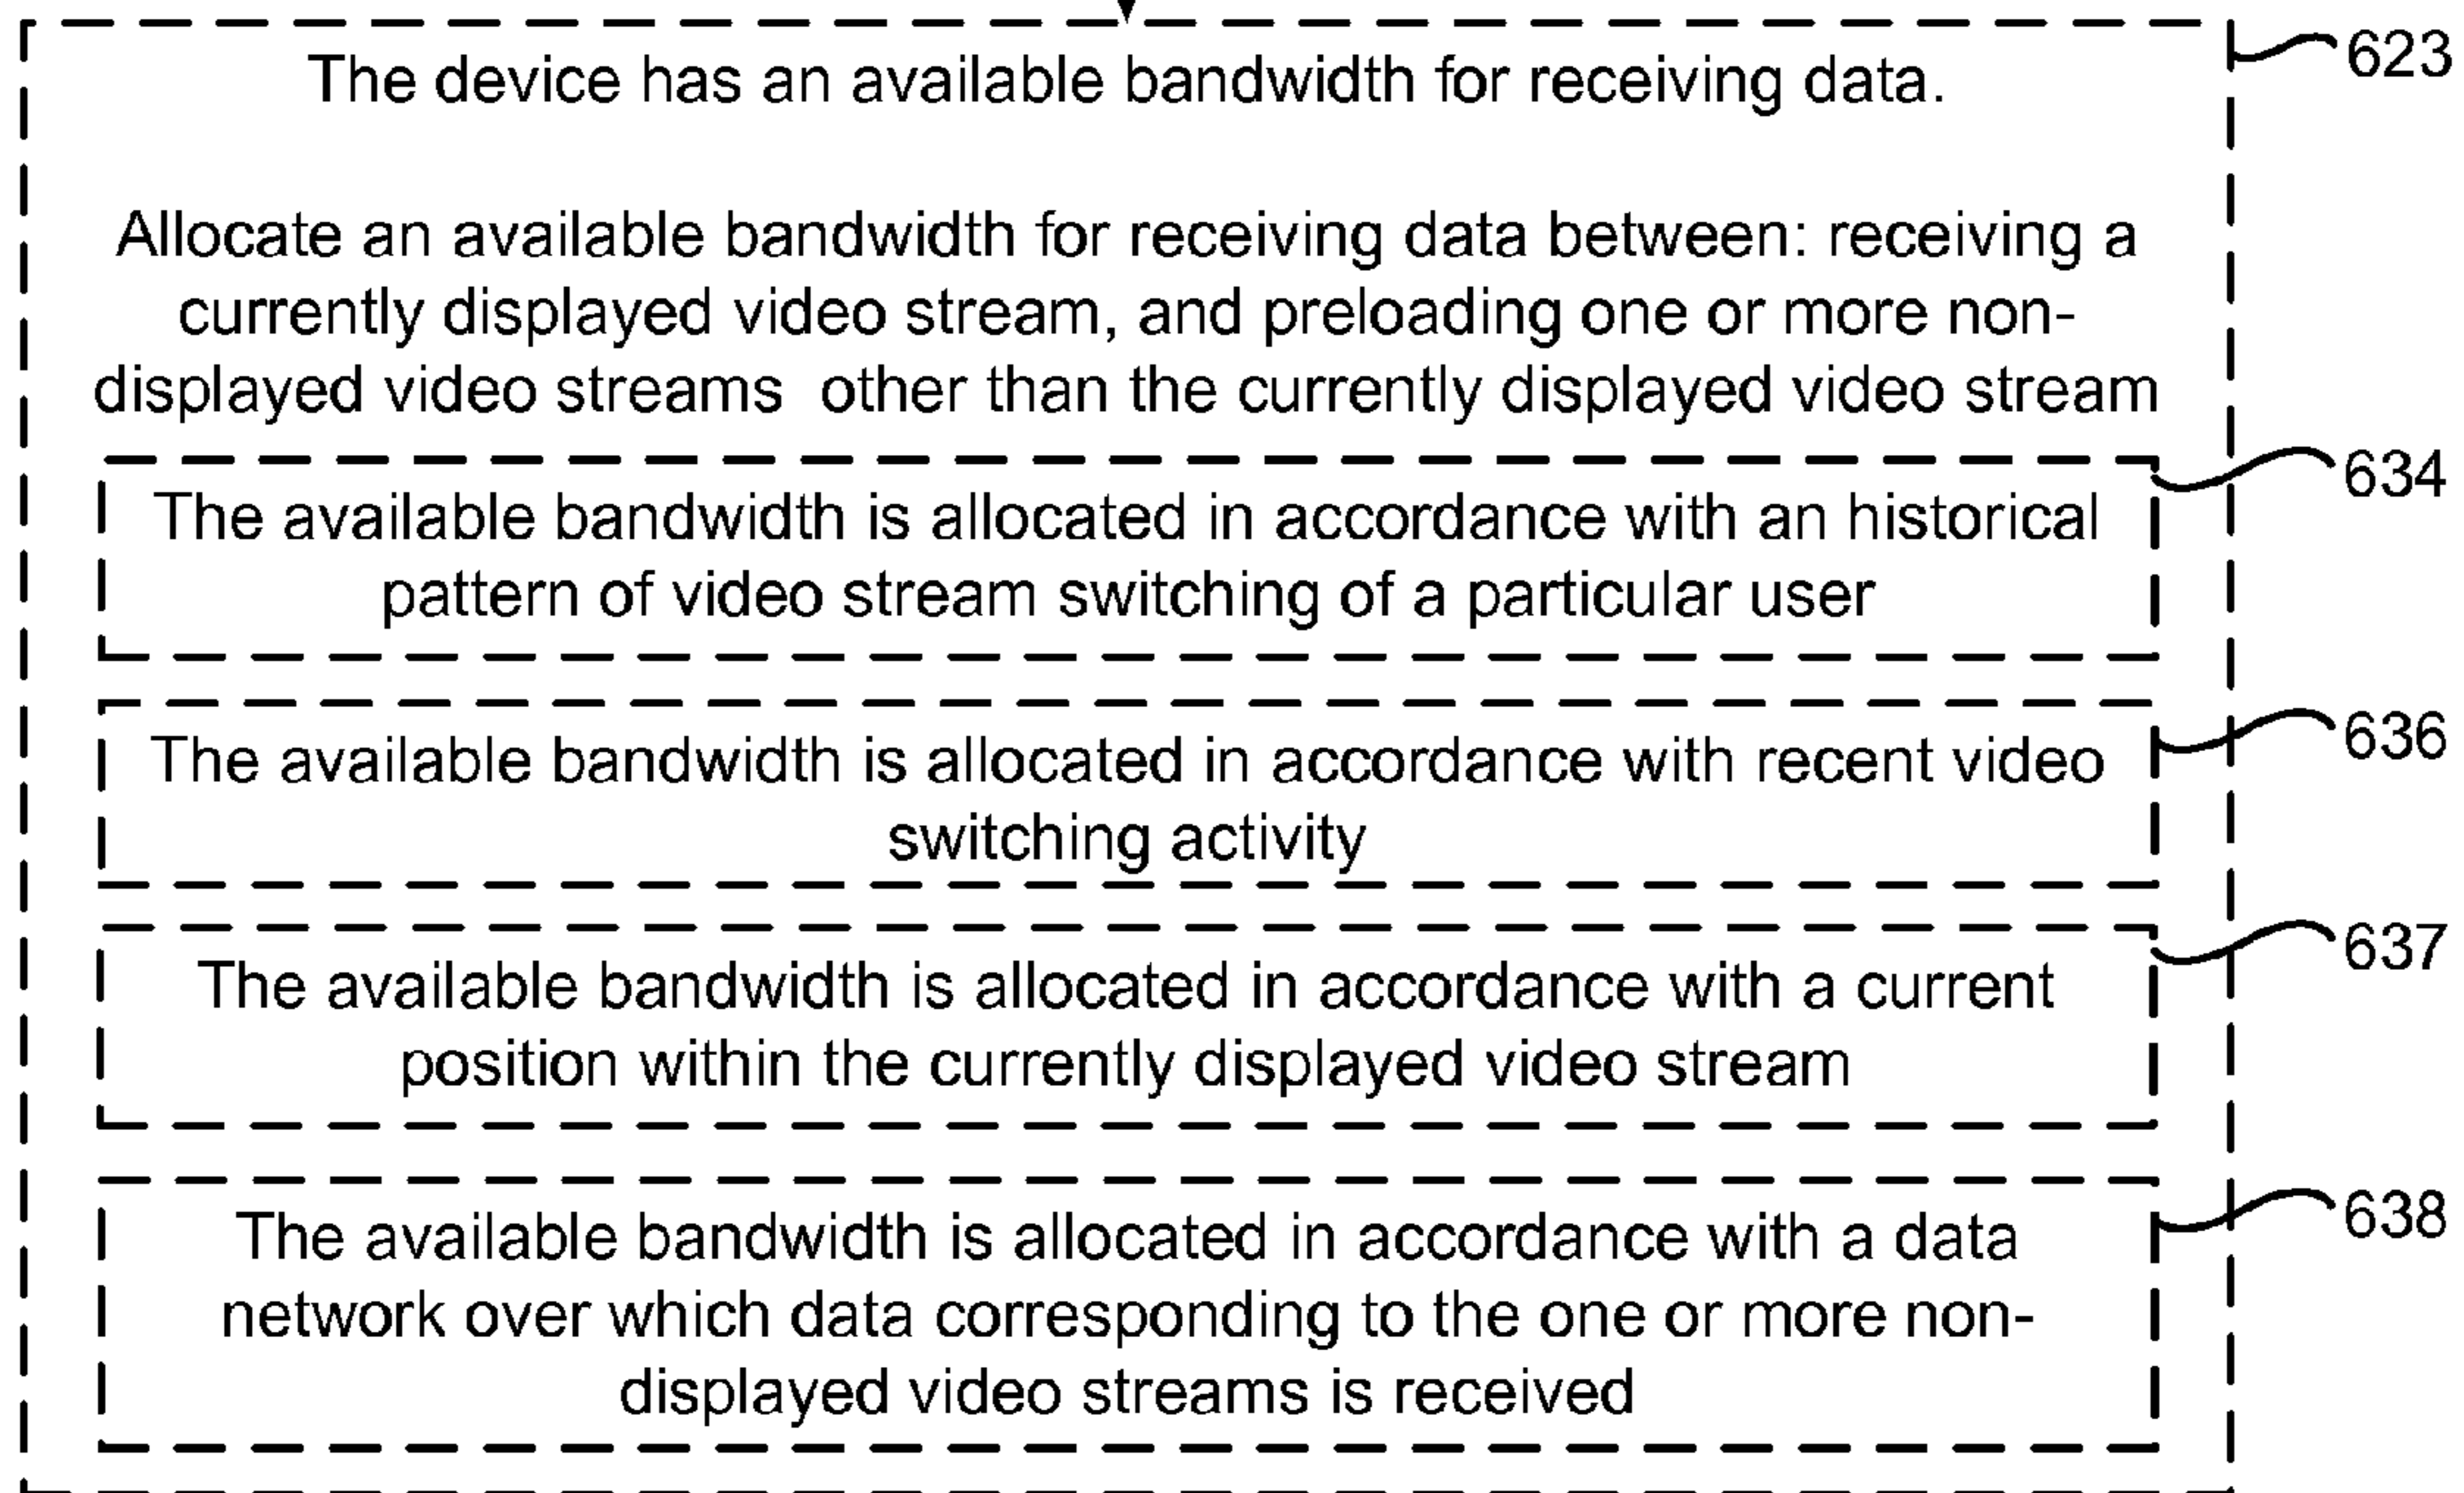 The device has an available bandwidth for receiving data.
623
Allocate an available bandwidth for receiving data between: receiving a
currently displayed video stream, and preloading one or more non-
displayed video streams other than the currently displayed video stream
634
The available bandwidth is allocated in accordance with an historical
pattern of video stream switching of a particular user
636
The available bandwidth is allocated in accordance with recent video
switching activity
637
The available bandwidth is allocated in accordance with a current
position within the currently displayed video stream
638
The available bandwidth is allocated in accordance with a data
network over which data corresponding to the one or more non-
displayed video streams is received